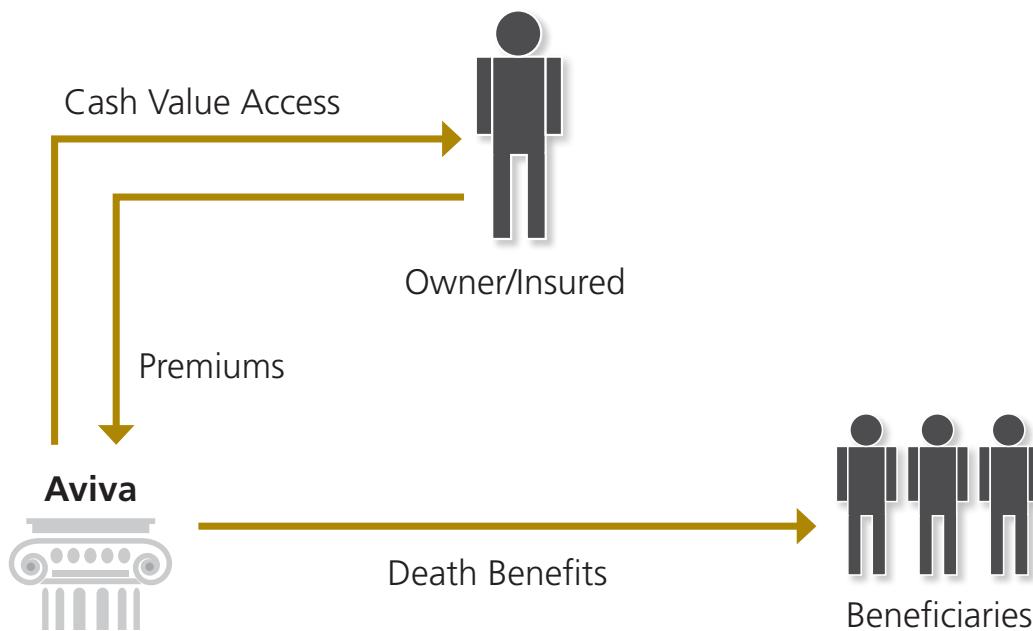 Cash Value Access
Owner/Insured
Premiums
Aviva
Death Benefits
Beneficiaries